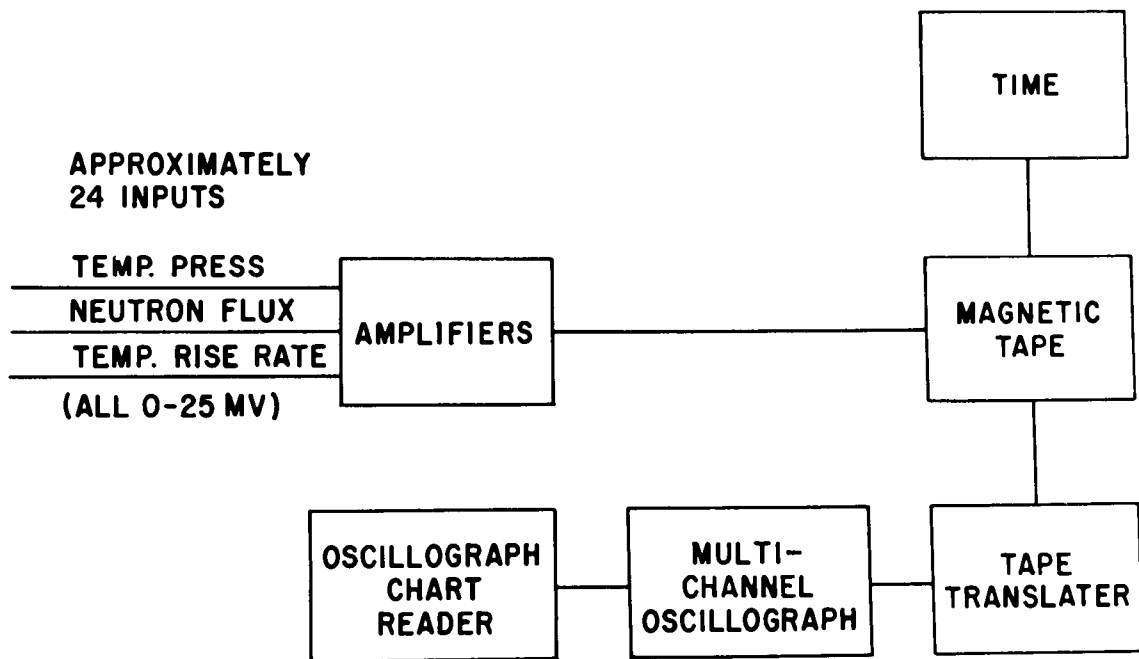 TIME
APPROXIMATELY
24 INPUTS
TEMP. PRESS
NEUTRON FLUX
TEMP. RISE RATE
(ALL 0-25 MV)
AMPLIFIERS
MAGNETIC
TAPE
OSCILLOGRAPH
CHART
READER
MULTI-
CHANNEL
OSCILLOGRAPH
TAPE
TRANSLATER